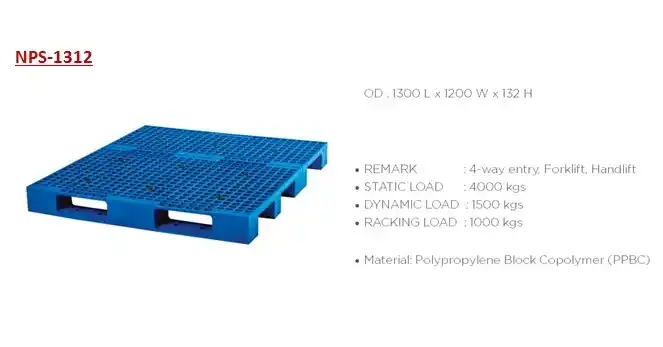 NPS-1312
OD . 1300 L x 1200 W x 132 H
• REMARK : 4-way entry, Forklift, Handlift
• STATIC LOAD : 4000 kgs
• DYNAMIC LOAD : 1500 kgs
• RACKING LOAD : 1000 kgs
• Material: Polypropylene Block Copolymer (PPBC)